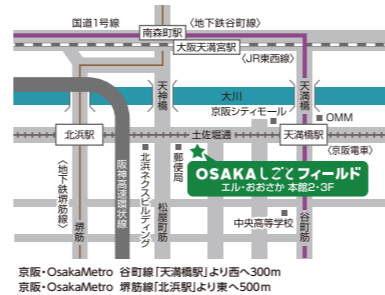 国道1号線
〈地下鉄谷町線〉
南森町駅
大阪天満宮駅
〈JR東西線〉
天神橋
大川
天満橋
京阪シティモール
OMM
北浜駅
土佐堀通
天満橋駅
〈京阪電車〉
〈地下鉄堺筋線〉
堺筋
阪神高速環状線
北浜ネクスビルディング
松屋町筋
郵便局
OSAKAしごとフィールド
エル・おおさか 本館2・3F
中央高等学校
谷町筋
京阪・OsakaMetro 谷町線「天満橋駅」より西へ300m
京阪・OsakaMetro 堺筋線「北浜駅」より東へ500m